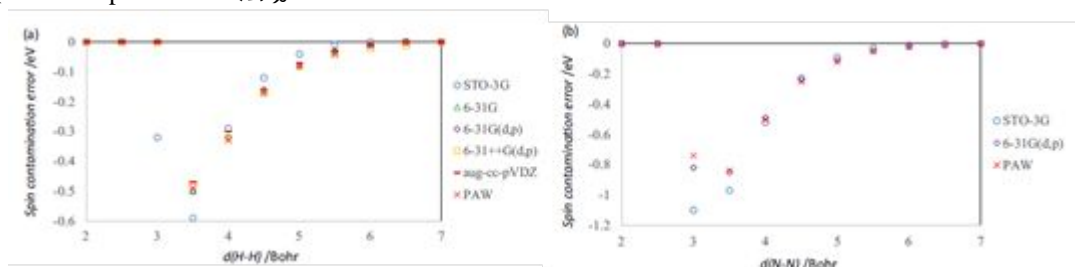 (a)
0
-0.1
-0.2
-0.3
-0.4
-0.5
-0.6
Spin contamination error /eV
2 3 4 5 6 7
d(H-H) /Bohr
STO-3G
6-31G
6-31G(d,p)
6-31++G(d,p)
aug-cc-pVDZ
PAW
(b)
0
-0.2
-0.4
-0.6
-0.8
-1
-1.2
Spin contamination error /eV
2 3 4 5 6 7
d(N-N) /Bohr
STO-3G
6-31G(d,p)
PAW